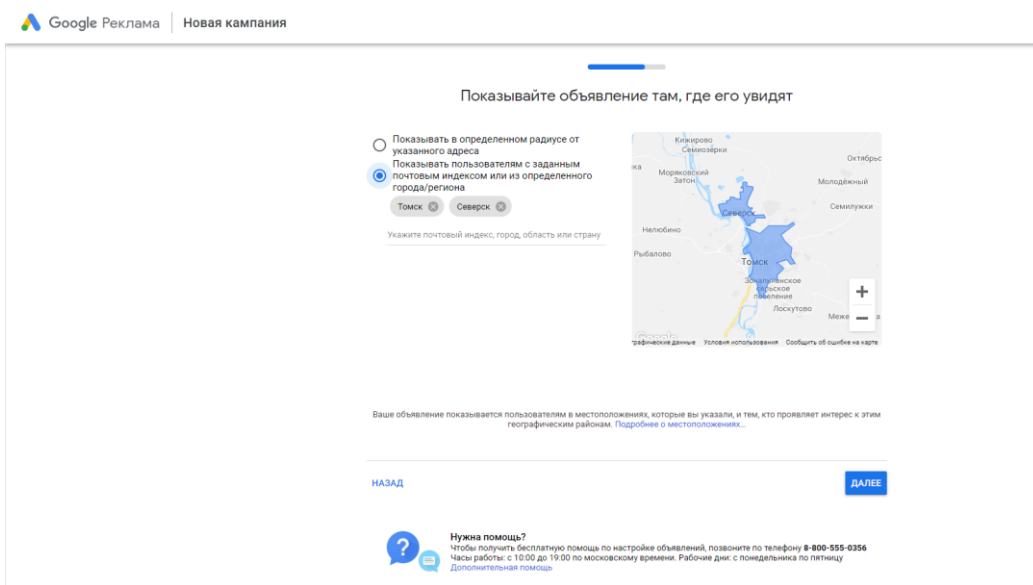 Google Реклама
Новая кампания
Показывайте объявление там, где его увидят
Показывать в определенном радиусе от
указанного адреса
Показывать пользователям с заданным
почтовым индексом или из определенного
города/региона
Томск
Северск
Укажите почтовый индекс, город, область или страну
Кижирово
Семиозёрки
Октябрьс
ка
Моряковский
Затон
Молодёжный
Северск
Семилужки
Нелюбино
Рыбалово
Томск
Зональненское
сельское
поселение
Лоскутово
Меже
Google
графические данные
Условия использования
Сообщить об ошибке на карте
Ваше объявление показывается пользователям в местоположениях, которые вы указали, и тем, кто проявляет интерес к этим
географическим районам. Подробнее о местоположениях...
НАЗАД
ДАЛЕЕ
Нужна помощь?
Чтобы получить бесплатную помощь по настройке объявлений, позвоните по телефону 8-800-555-0356
Часы работы: с 10:00 до 19:00 по московскому времени. Рабочие дни: с понедельника по пятницу
Дополнительная помощь